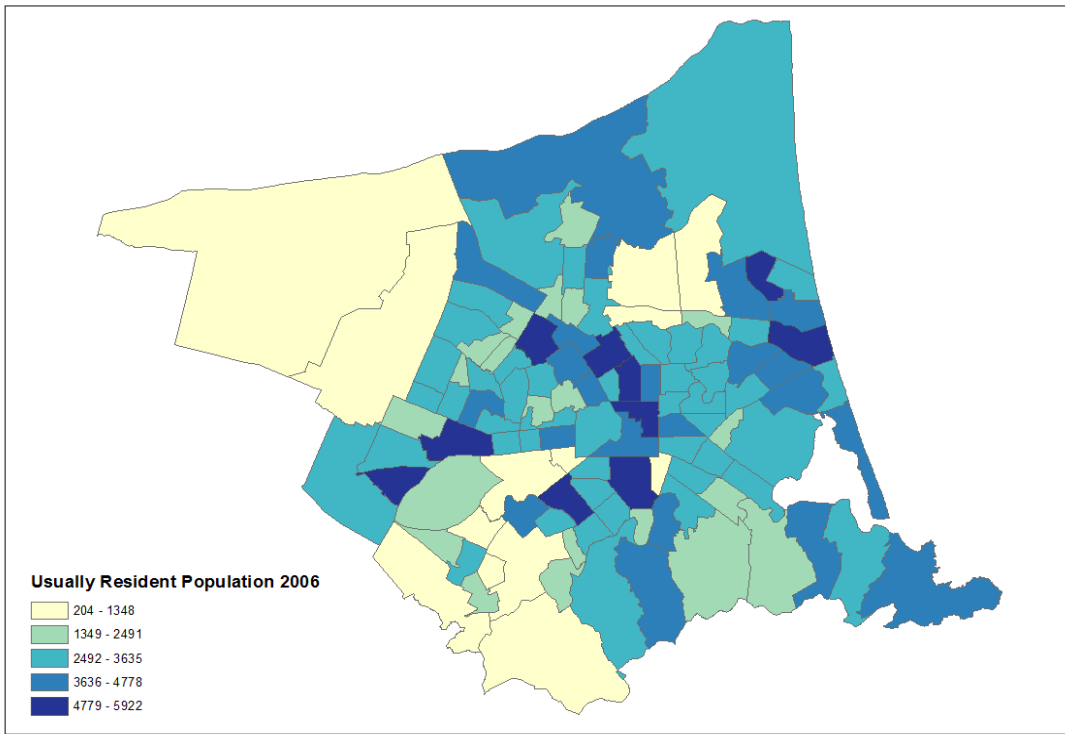 Usually Resident Population 2006
204 - 1348
1349 - 2491
2492 - 3635
3636 - 4778
4779 - 5922